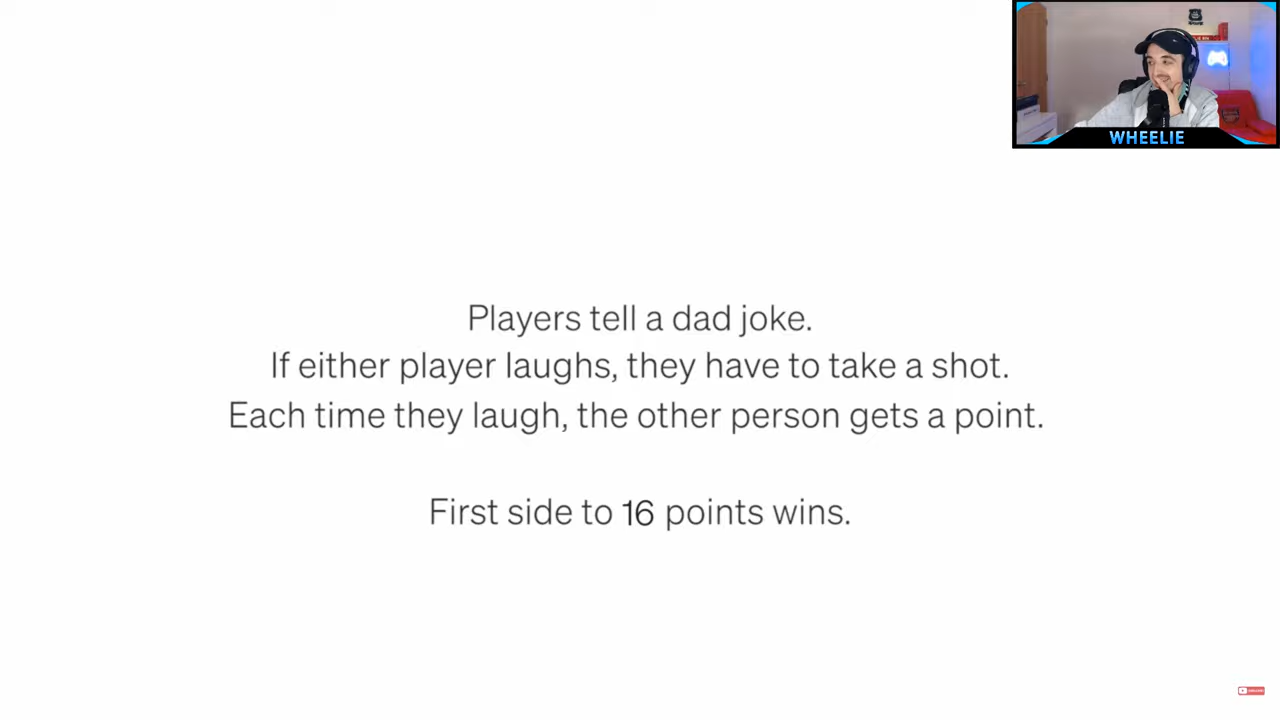 WHEELIE
Players tell a dad joke.
If either player laughs, they have to take a shot.
Each time they laugh, the other person gets a point.
First side to 16 points wins.